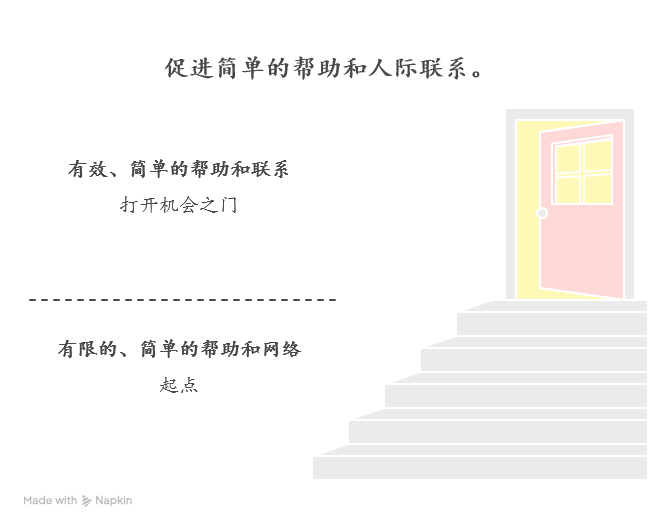 促进简单的帮助和人际联系。
有效、简单的帮助和联系
打开机会之门
有限的、简单的帮助和网络
起点
Made with Napkin